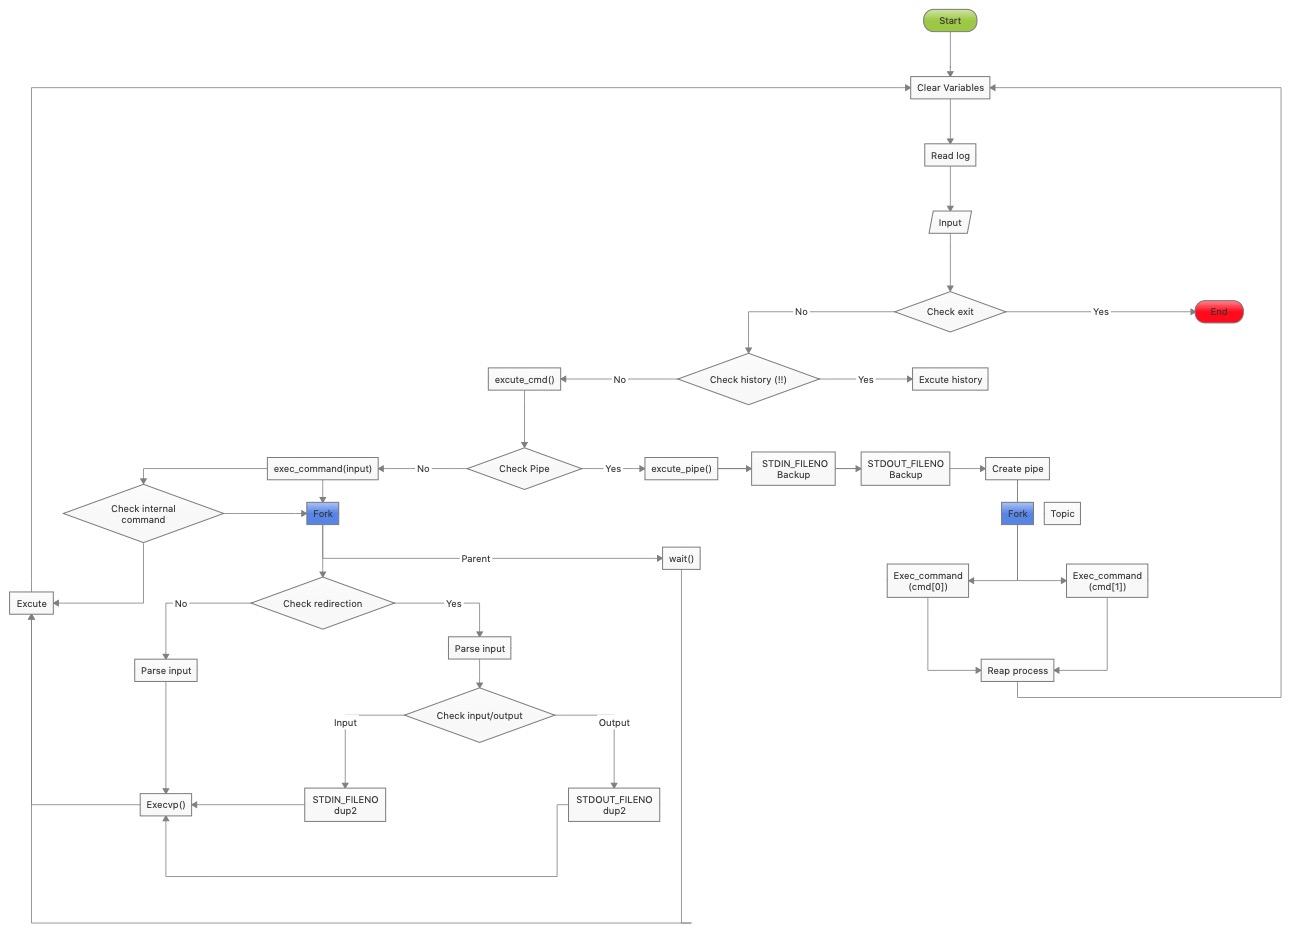 Start
Clear Variables
Read log
Input
Check exit
No
Yes
End
Check history (!!)
No
Yes
excute_cmd()
Excute history
Check Pipe
No
Yes
exec_command(input)
excute_pipe()
STDIN_FILENO
Backup
STDOUT_FILENO
Backup
Create pipe
Check internal
command
Fork
Fork
Topic
Parent
wait()
Exec_command
(cmd[0])
Exec_command
(cmd[1])
Excute
No
Check redirection
Yes
Parse input
Parse input
Reap process
Check input/output
Input
Output
Execvp()
STDIN_FILENO
dup2
STDOUT_FILENO
dup2